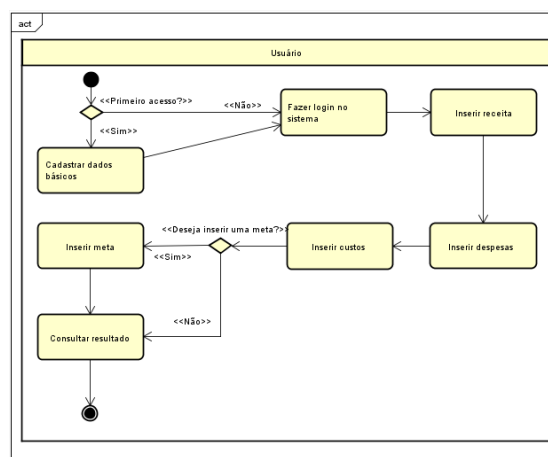 act
Usuário
<<Primeiro acesso?>>
<<Não>>
<<Sim>>
Fazer login no
sistema
Inserir receita
Cadastrar dados
básicos
<<Deseja inserir uma meta?>>
Inserir meta
<<Sim>>
Inserir custos
Inserir despesas
<<Não>>
Consultar resultado